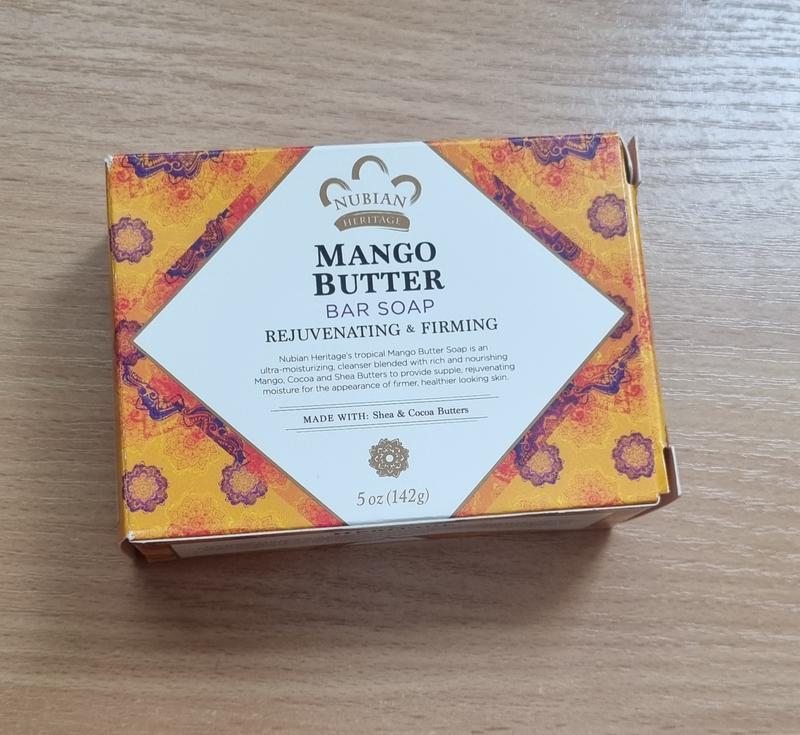 NUBIAN
HERITAGE
MANGO
BUTTER
BAR SOAP
REJUVENATING & FIRMING
Nubian Heritage's tropical Mango Butter Soap is an
ultra-moisturizing, cleanser blended with rich and nourishing
Mango, Cocoa and Shea Butters to provide supple, rejuvenating
moisture for the appearance of firmer, healthier looking skin.
MADE WITH: Shea & Cocoa Butters
5 oz (142g)